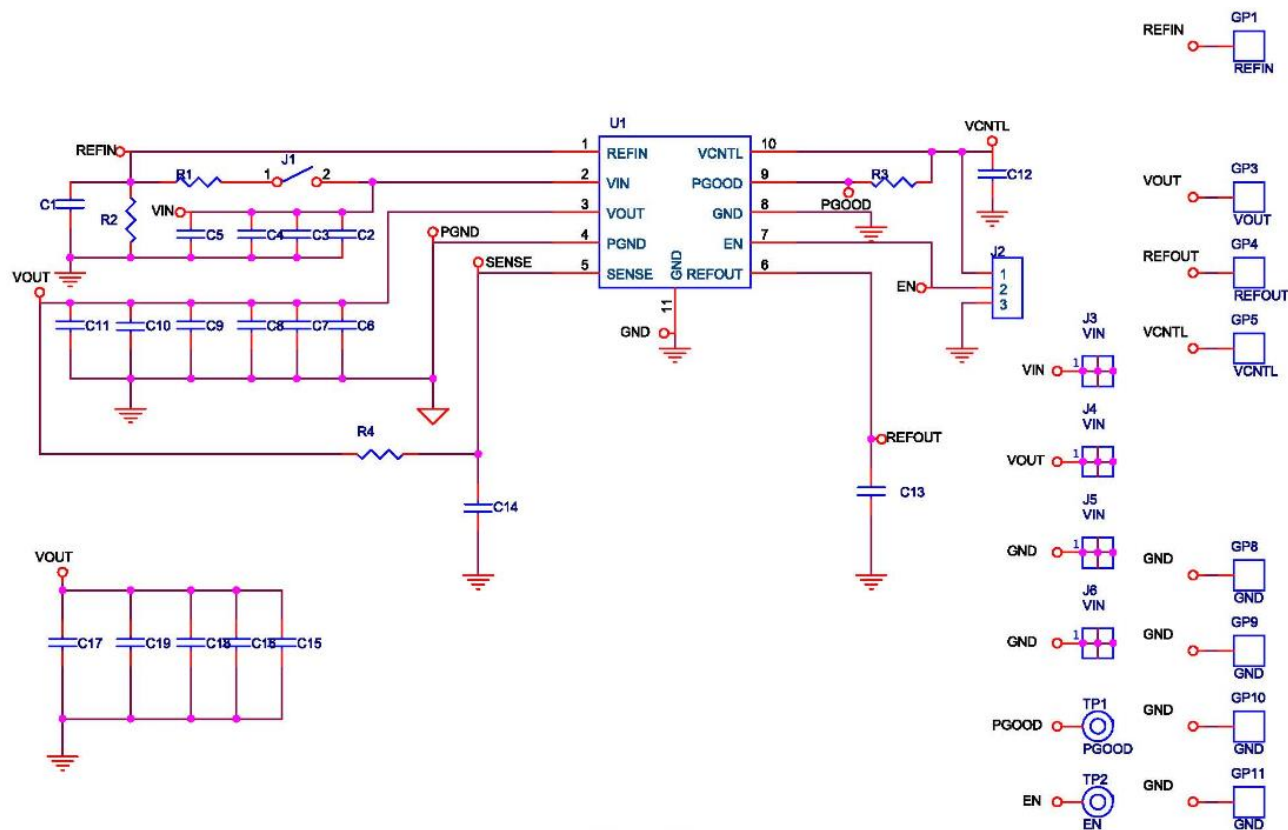 GP1
REFIN
REFIN
U1
VCNTL
REFIN
1
REFIN
VCNTL
10
J1
R1
1
2
2
VIN
PGOOD
9
R3
C12
C1
R2
VIN
C5
C4
C3
C2
3
VOUT
GND
8
PGOOD
VOUT
GP3
VOUT
PGND
4
PGND
EN
7
J2
VOUT
SENSE
5
SENSE
GND
REFOUT
6
EN
1
2
3
REFOUT
GP4
REFOUT
C11
C10
C9
C8
C7
C6
11
GND
J3
VIN
VIN
1
VCNTL
GP5
VCNTL
R4
REFOUT
J4
VIN
VOUT
1
C14
C13
J5
VIN
GND
1
GND
GP8
GND
VOUT
C17
C19
C18
C15
J6
VIN
GND
1
GND
GP9
GND
PGOOD
TP1
PGOOD
GND
GP10
GND
EN
TP2
EN
GND
GP11
GND